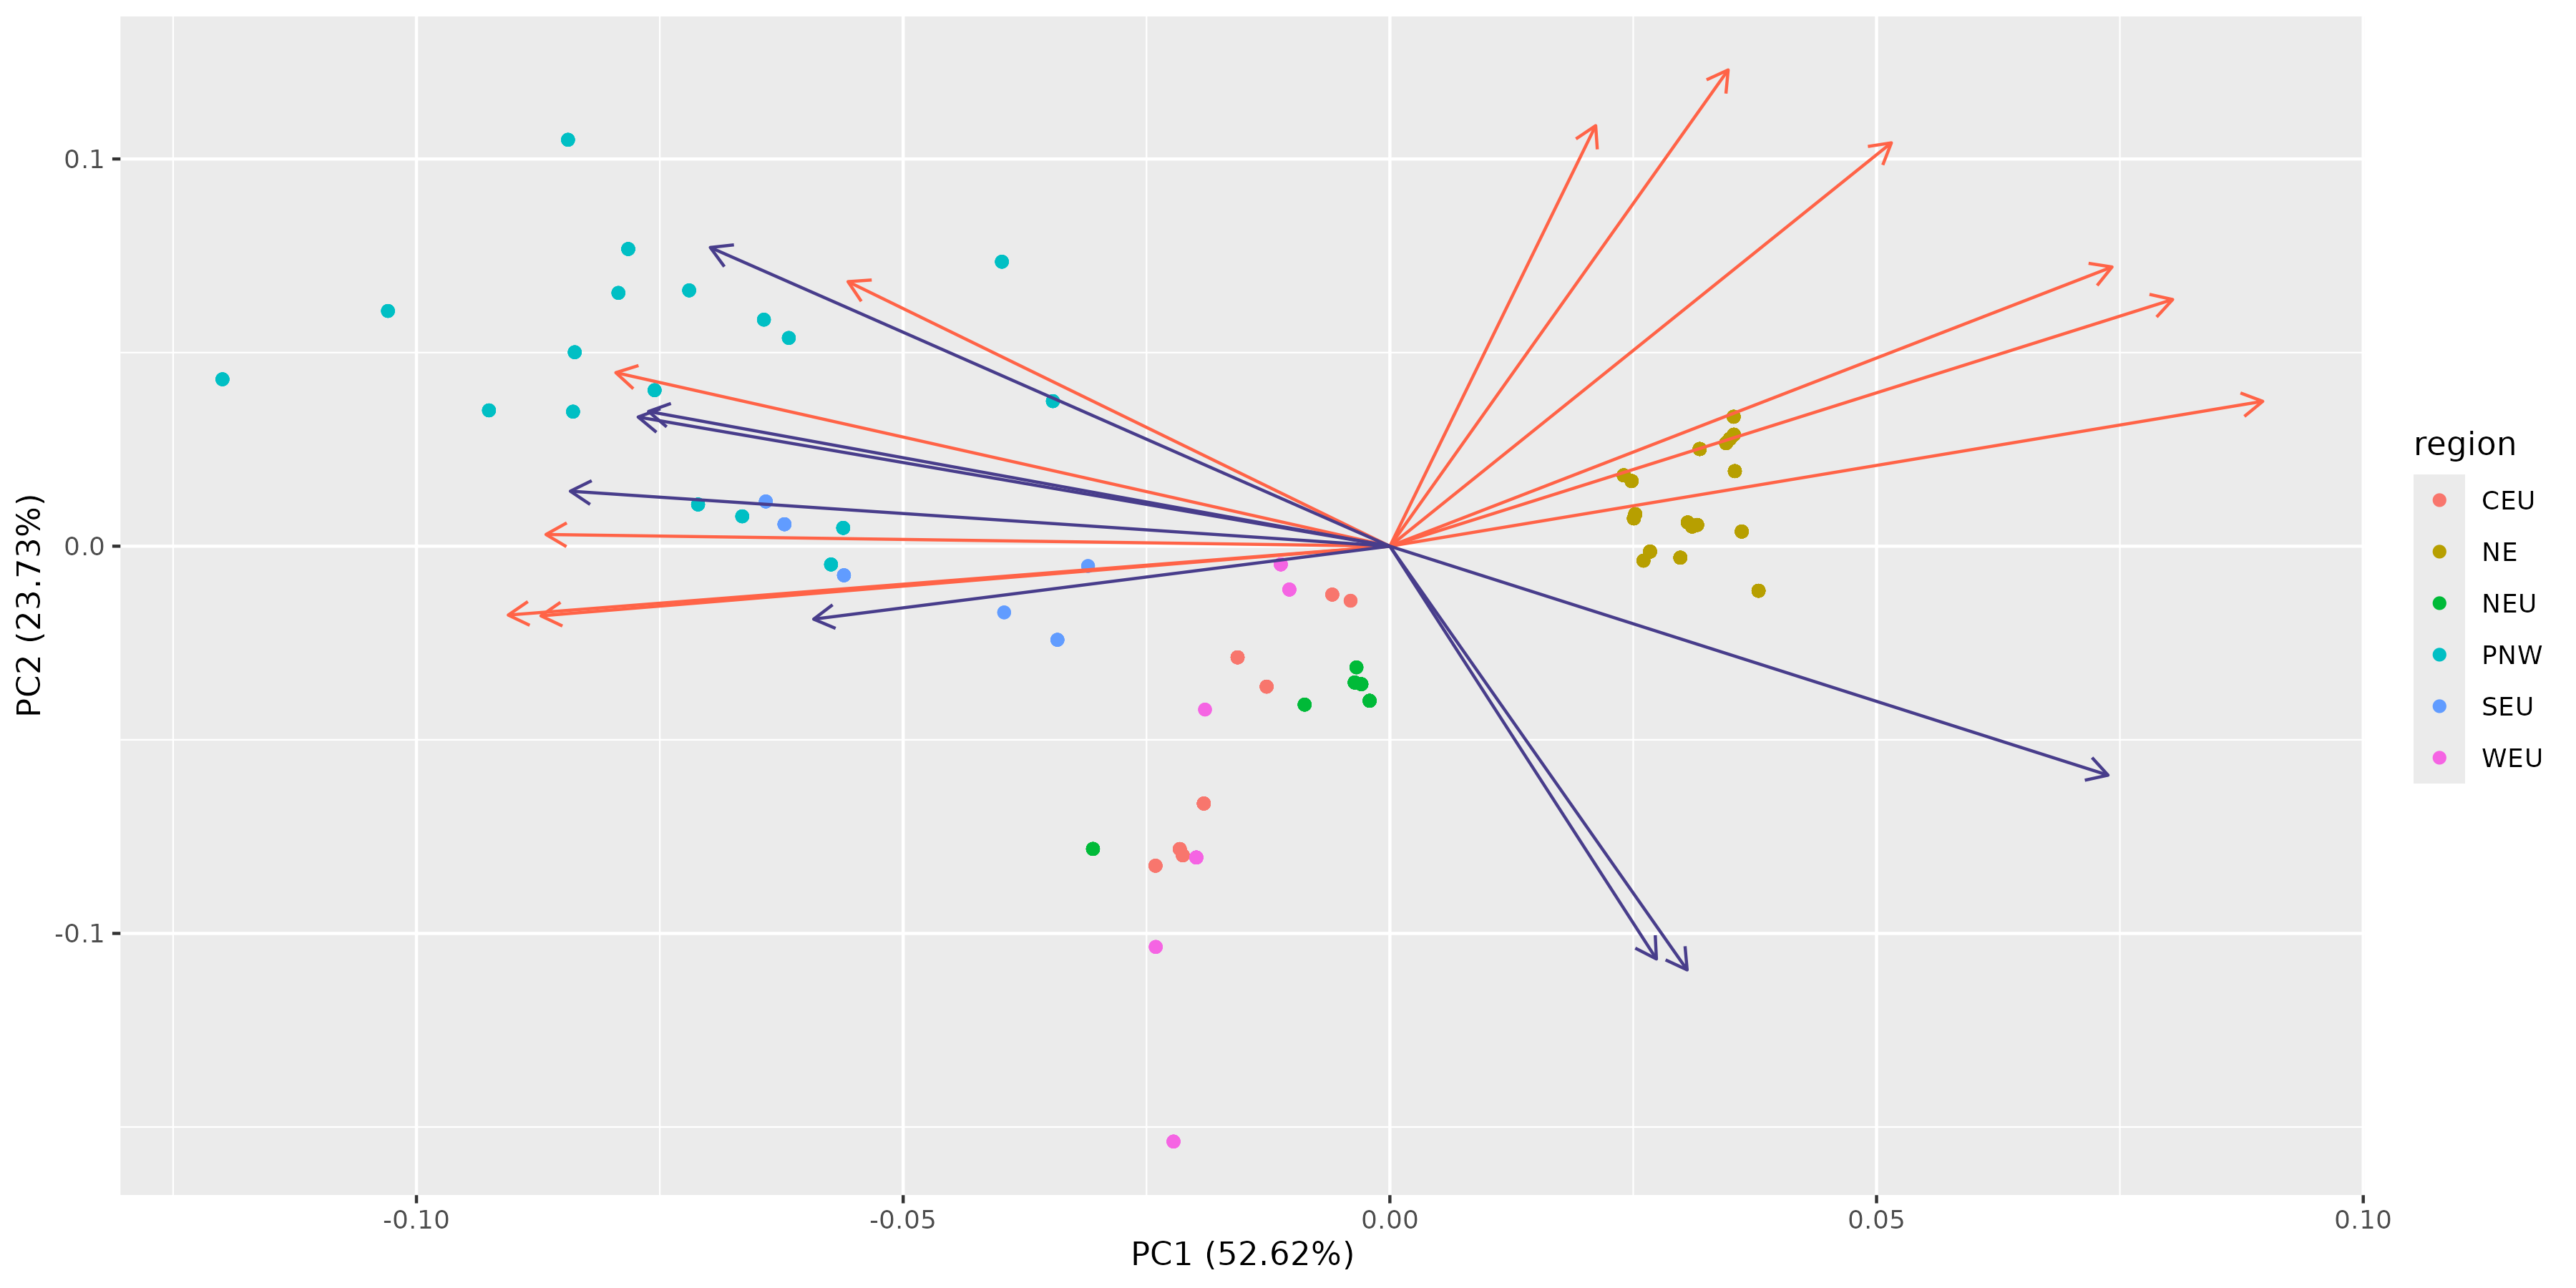 0.1
0.0
-0.1
-0.10
-0.05
0.00
0.05
0.10
PC1 (52.62%)
PC2 (23.73%)
region
CEU
NE
NEU
PNW
SEU
WEU